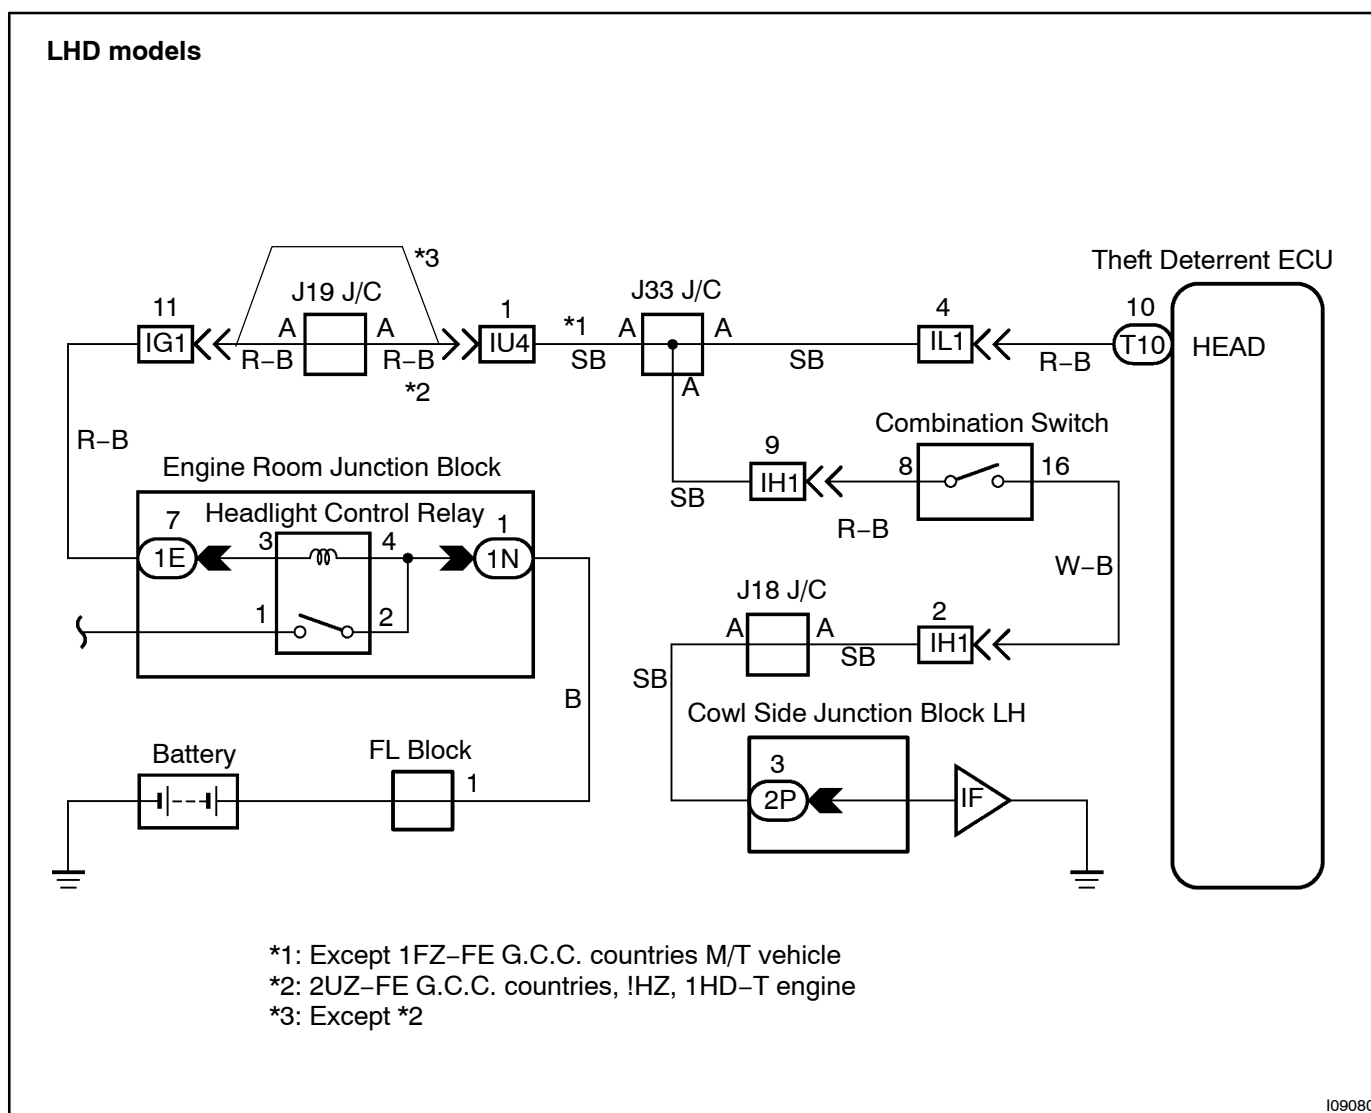 LHD models
*3
Theft Deterrent ECU
J19 J/C
J33 J/C
11
1
4
10
IG1
A
A
IU4
*1
A
A
IL1
T10
HEAD
R–B
R–B
SB
SB
R–B
*2
A
R–B
Combination Switch
Engine Room Junction Block
9
8
16
IH1
SB
R–B
Headlight Control Relay
7
3
4
1
1E
1N
W–B
J18 J/C
1
2
A
A
2
IH1
SB
SB
B
Cowl Side Junction Block LH
Battery
FL Block
1
3
2P
IF
*1: Except 1FZ–FE G.C.C. countries M/T vehicle
*2: 2UZ–FE G.C.C. countries, !HZ, 1HD–T engine
*3: Except *2
I09080